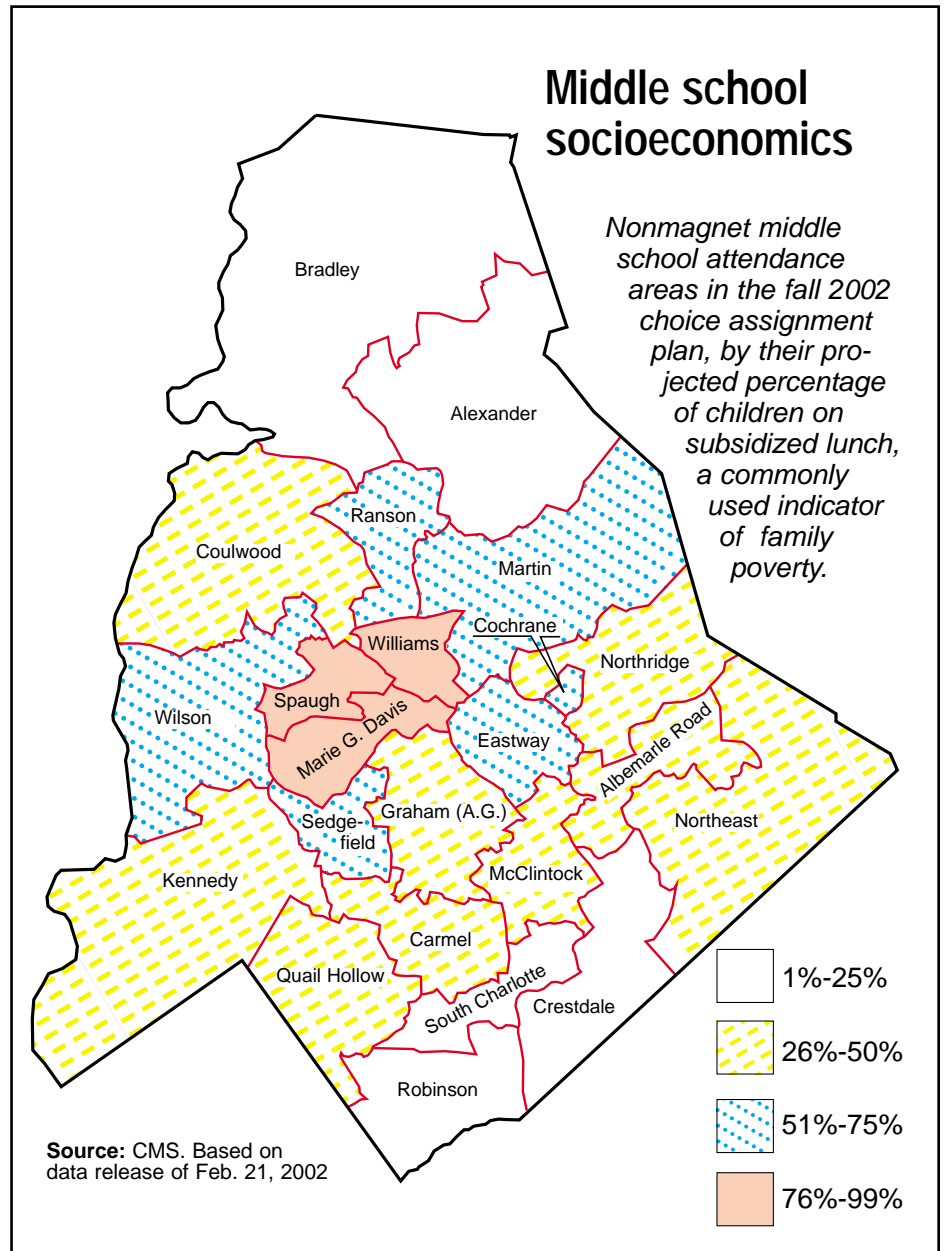 Middle school
socioeconomics
Nonmagnet middle
school attendance
areas in the fall 2002
choice assignment
plan, by their pro-
jected percentage
of children on
subsidized lunch,
a commonly
used indicator
of family
poverty.
Bradley
Alexander
Ranson
Coulwood
Martin
Cochrane
Williams
Northridge
Spaugh
Wilson
Marie G. Davis
Eastway
Albemarle Road
Graham (A.G.)
Northeast
Sedge-
field
McClintock
Kennedy
Carmel
Quail Hollow
South Charlotte
Crestdale
Robinson
1%-25%
26%-50%
51%-75%
76%-99%
Source: CMS. Based on
data release of Feb. 21, 2002